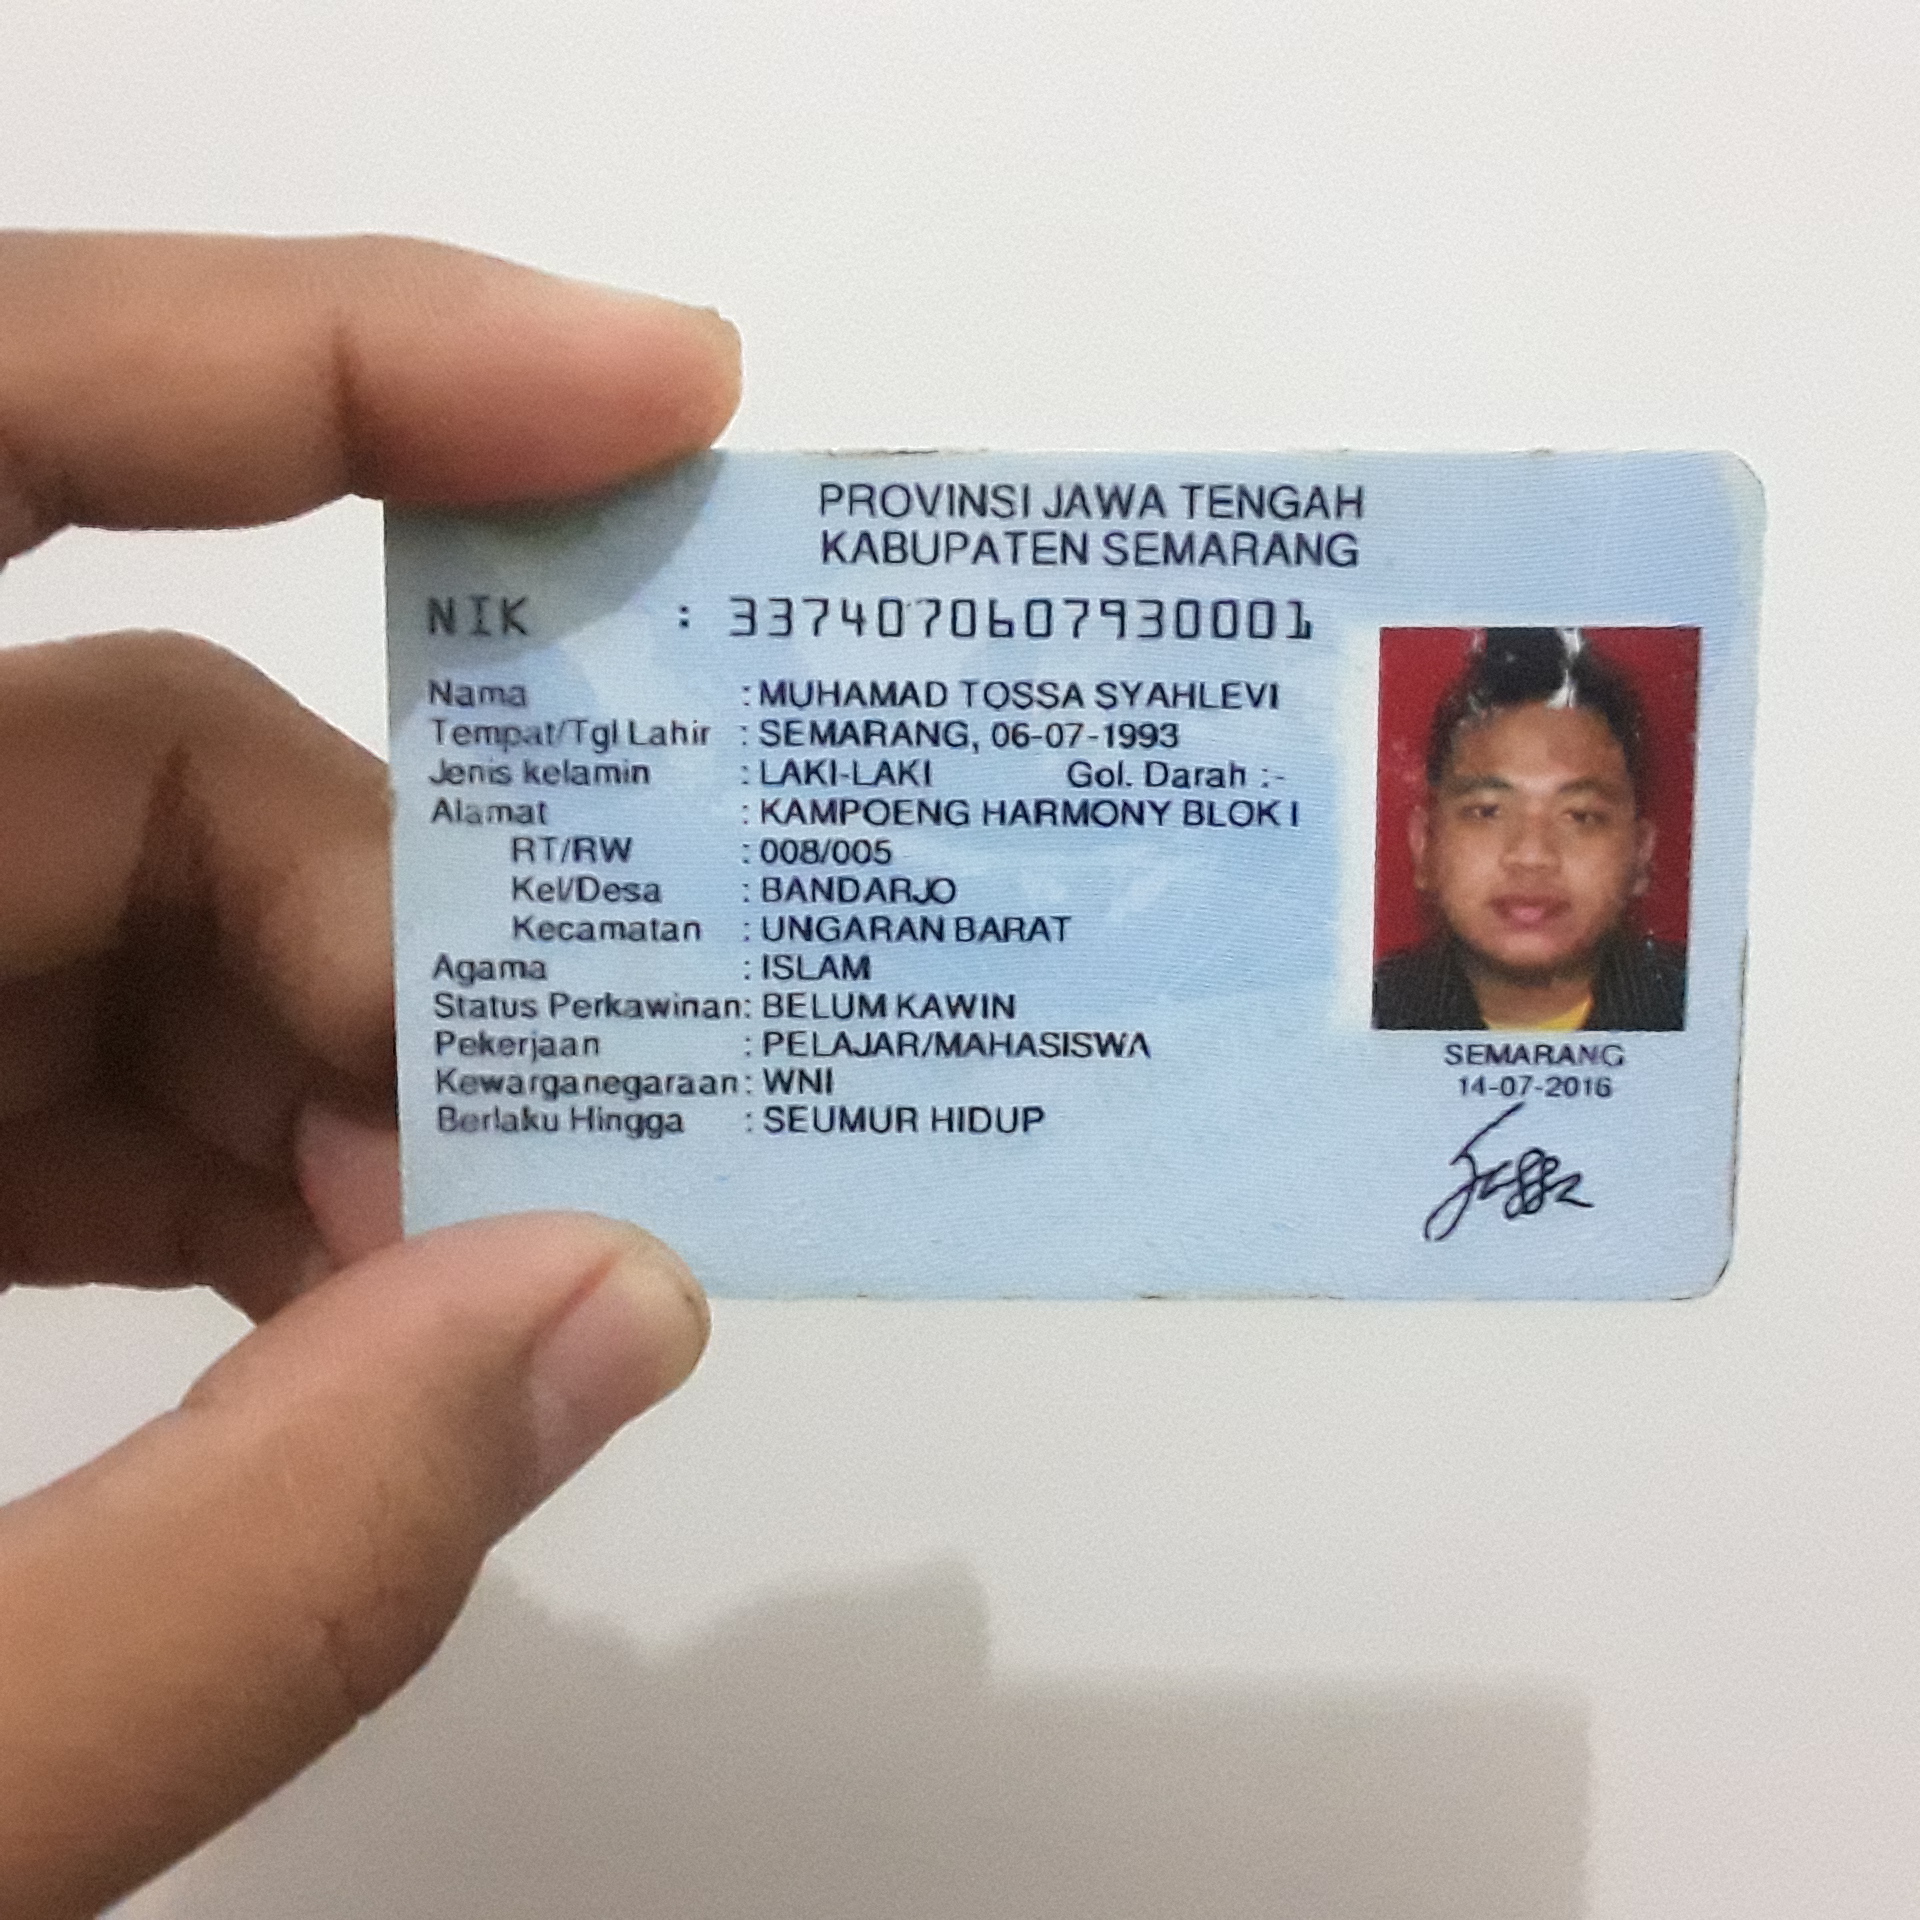 PROVINSI JAWA TENGAH
KABUPATEN SEMARANG
NIK : 3374070607930001
Nama : MUHAMAD TOSSA SYAHLEVI
Tempat/Tgl Lahir : SEMARANG, 06-07-1993
Jenis kelamin : LAKI-LAKI Gol. Darah :-
Alamat : KAMPOENG HARMONY BLOK I
RT/RW : 008/005
Kel/Desa : BANDARJO
Kecamatan : UNGARAN BARAT
Agama : ISLAM
Status Perkawinan: BELUM KAWIN
Pekerjaan : PELAJAR/MAHASISWA
Kewarganegaraan: WNI
Berlaku Hingga : SEUMUR HIDUP
SEMARANG
14-07-2016